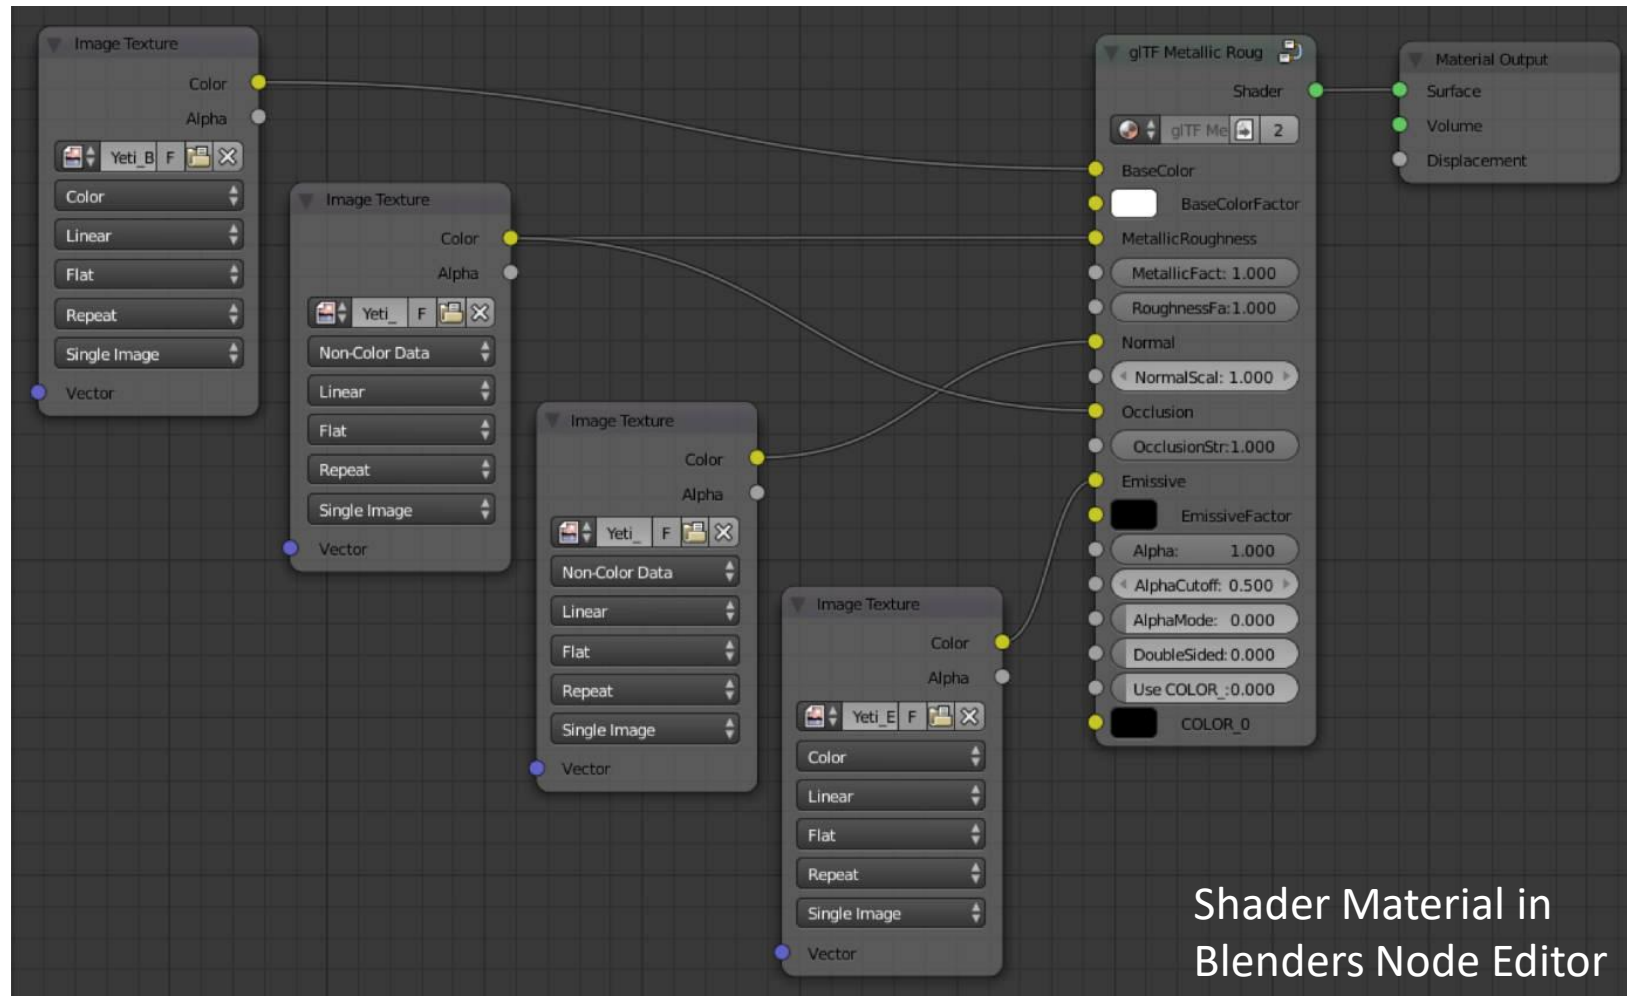 Image Texture
Color
Alpha
Yeti_B F
Color
Linear
Flat
Repeat
Single Image
Vector
Image Texture
Color
Alpha
Yeti_ F
Non-Color Data
Linear
Flat
Repeat
Single Image
Vector
Image Texture
Color
Alpha
Yeti_ F
Non-Color Data
Linear
Flat
Repeat
Single Image
Vector
Image Texture
Color
Alpha
Yeti_E F
Color
Linear
Flat
Repeat
Single Image
Vector
glTF Metallic Roug
Shader
glTF Me 2
BaseColor
BaseColorFactor
MetallicRoughness
MetallicFact: 1.000
RoughnessFa: 1.000
Normal
NormalScal: 1.000
Occlusion
OcclusionStr: 1.000
Emissive
EmissiveFactor
Alpha: 1.000
AlphaCutoff: 0.500
AlphaMode: 0.000
DoubleSided: 0.000
Use COLOR_: 0.000
COLOR_0
Material Output
Surface
Volume
Displacement
Shader Material in
Blenders Node Editor